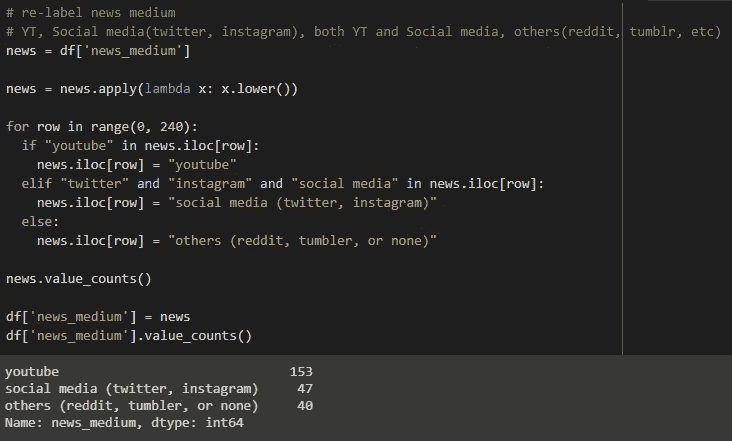 # re-label news medium
# YT, Social media(twitter, instagram), both YT and Social media, others(reddit, tumblr, etc)
news = df['news_medium']
news = news.apply(lambda x: x.lower())
for row in range(0, 240):
if "youtube" in news.iloc[row]:
news.iloc[row] = "youtube"
elif "twitter" and "instagram" and "social media" in news.iloc[row]:
news.iloc[row] = "social media (twitter, instagram)"
else:
news.iloc[row] = "others (reddit, tumbler, or none)"
news.value_counts()
df['news_medium'] = news
df['news_medium'].value_counts()
youtube 153
social media (twitter, instagram) 47
others (reddit, tumbler, or none) 40
Name: news_medium, dtype: int64